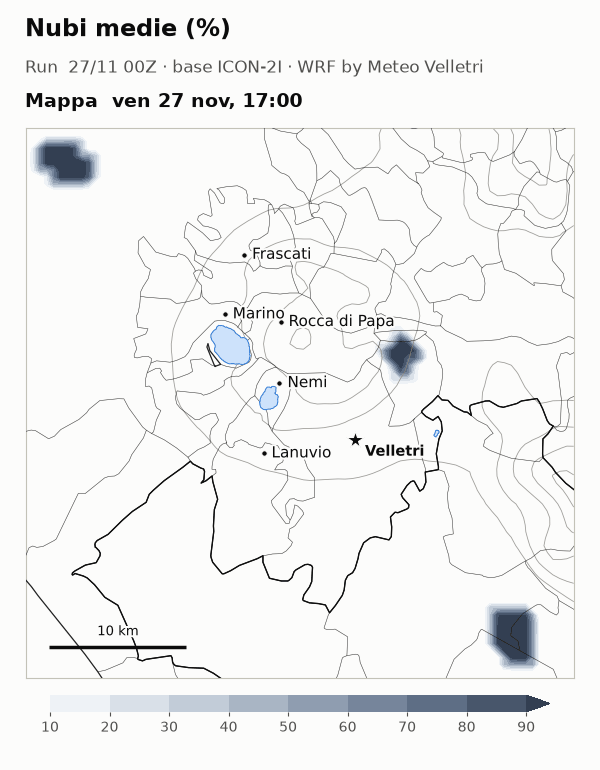 Nubi medie (%)
Run  27/11 00Z · base ICON-2I · WRF by Meteo Velletri
Mappa  ven 27 nov, 17:00
Frascati
Marino
Rocca di Papa
Nemi
Velletri
Lanuvio
10 km
10 20 30 40 50 60 70 80 90